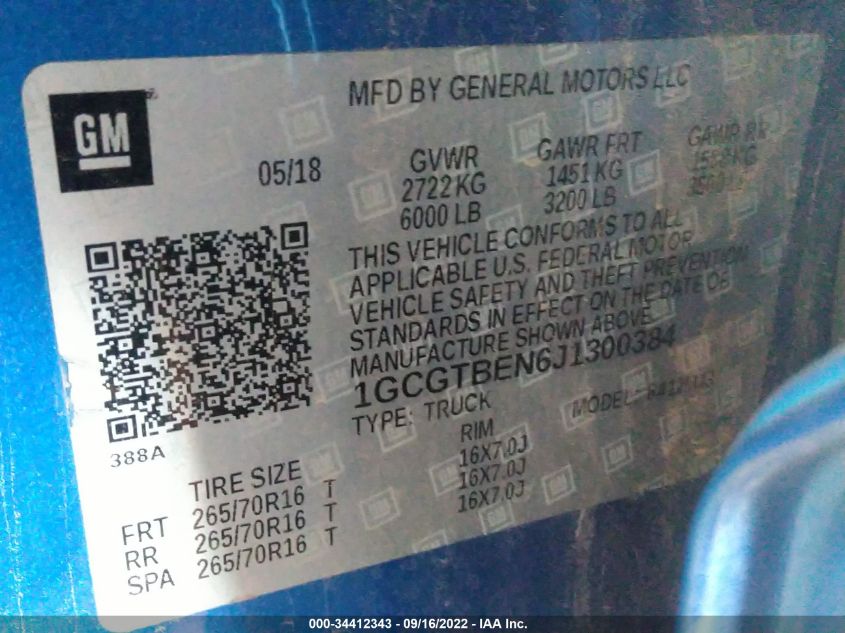 MFD BY GENERAL MOTORS LLC
GM
05/18 GVWR GAWR FRT GAWR RR
2722 KG 1451 KG
6000 LB 3200 LB
THIS VEHICLE CONFORMS TO ALL
APPLICABLE U.S. FEDERAL MOTOR
VEHICLE SAFETY AND THEFT PREVENTION
STANDARDS IN EFFECT ON THE DATE OF
MANUFACTURE SHOWN ABOVE.
1GCGTBEN6J1300384
TYPE: TRUCK MODEL:
388A
TIRE SIZE RIM
FRT 265/70R16 T 16X7.0J
RR 265/70R16 T 16X7.0J
SPA 265/70R16 T 16X7.0J
000-34412343 - 09/16/2022 - IAA Inc.